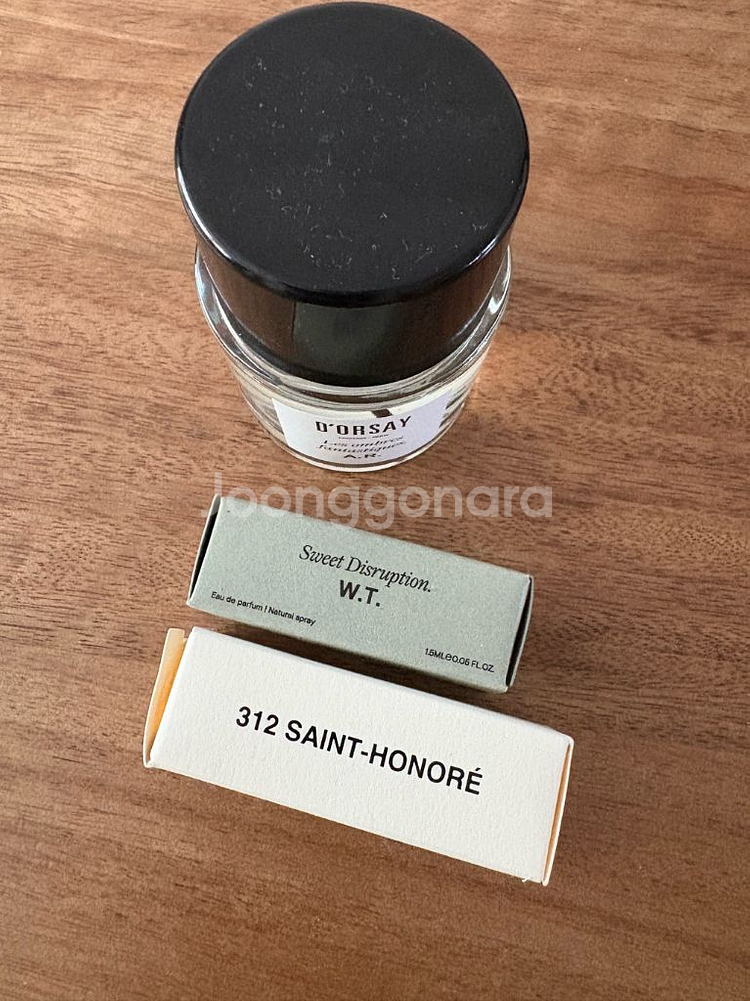 D'ORSAY
Les ombres
fantastiques.
A.R.
Joonggonara
Sweet Disruption.
W.T.
Eau de parfum | Natural spray
1.5ML℮0.05 FL.OZ.
312 SAINT-HONORÉ